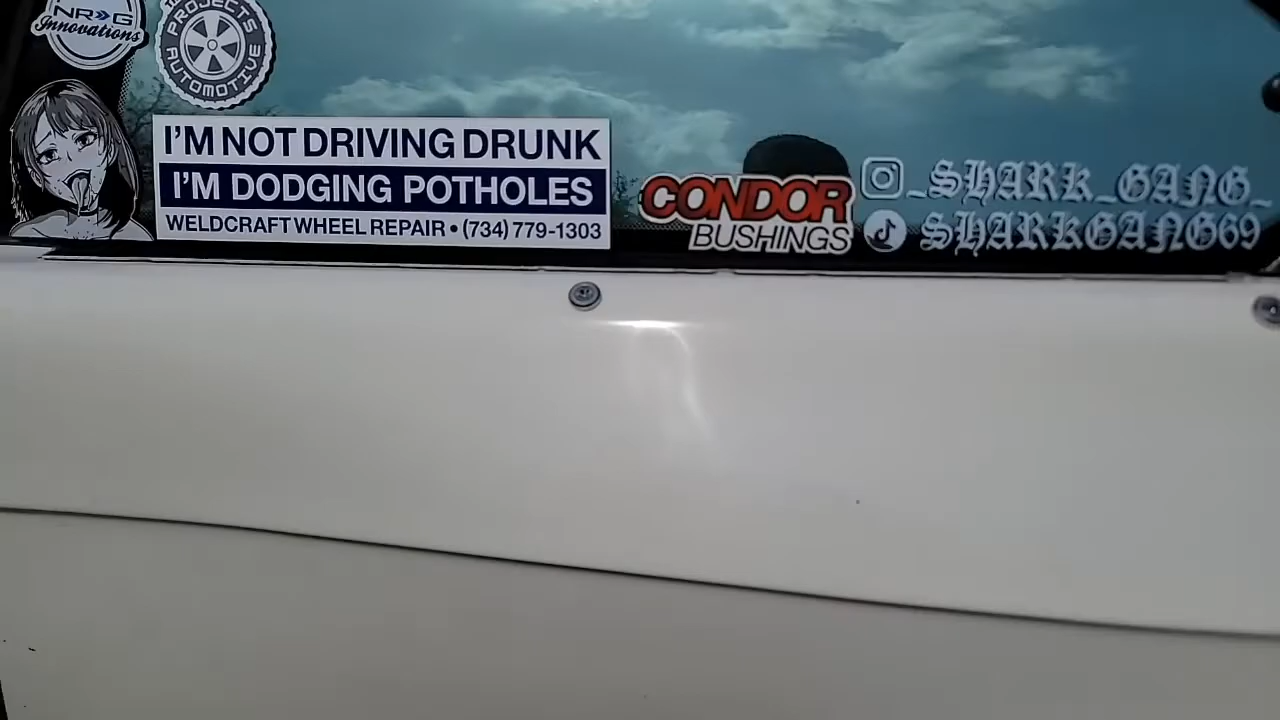 NRG
Innovations
PROJECTS
AUTOMOTIVE
I'M NOT DRIVING DRUNK
I'M DODGING POTHOLES
WELDCRAFT WHEEL REPAIR • (734) 779-1303
CONDOR
BUSHINGS
_SHARK_GANG_
SHARKGANG69